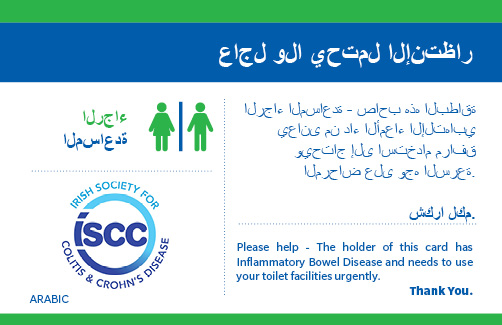 عاجل ولا يحتمل الإنتظار
الرجاء
المساعدة
الرجاء المساعدة - صاحب هذه البطاقة
يعاني من داء الأمعاء الإلتهابي
ويحتاج إلى استخدام مرافق
المرحاض على وجه السرعة.
شكرا لكم.
IRISH SOCIETY FOR
iscc
COLITIS & CROHN'S DISEASE
Please help - The holder of this card has
Inflammatory Bowel Disease and needs to use
your toilet facilities urgently.
Thank You.
ARABIC